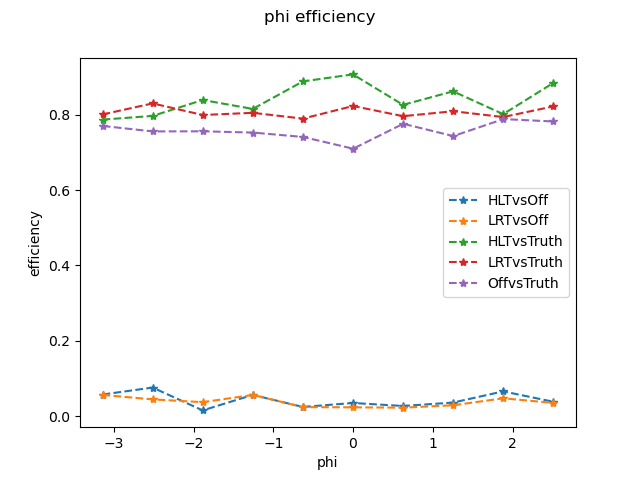 phi efficiency
efficiency
0.8
0.6
0.4
0.2
0.0
HLTvsOff
LRTvsOff
HLTvsTruth
LRTvsTruth
OffvsTruth
−3 −2 −1 0 1 2
phi